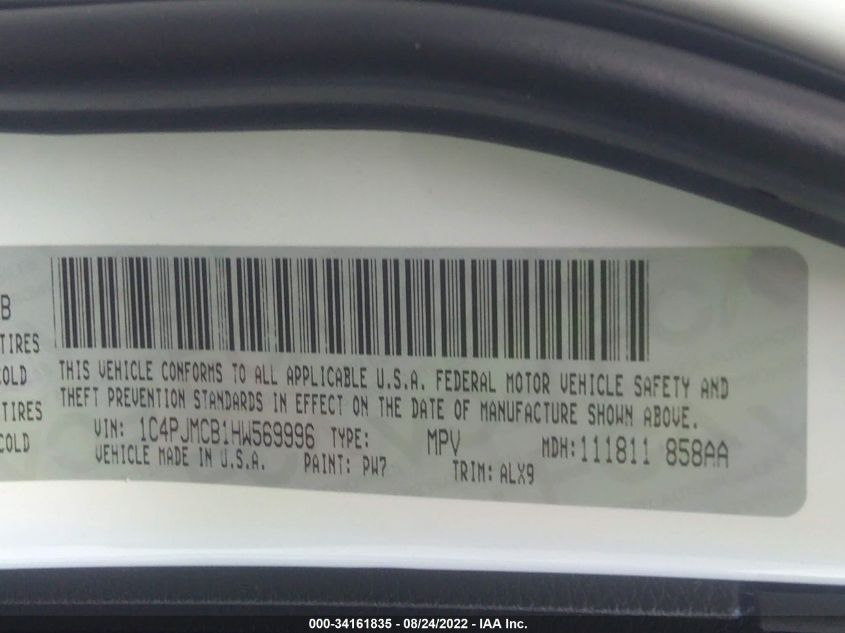 B
TIRES
COLD
TIRES
COLD
THIS VEHICLE CONFORMS TO ALL APPLICABLE U.S.A. FEDERAL MOTOR VEHICLE SAFETY AND
THEFT PREVENTION STANDARDS IN EFFECT ON THE DATE OF MANUFACTURE SHOWN ABOVE.
VIN: 1C4PJMCB1HW569996 TYPE: MPV MDH:111811 858AA
VEHICLE MADE IN U.S.A. PAINT: PW7 TRIM: ALX9
000-34161835 - 08/24/2022 - IAA Inc.